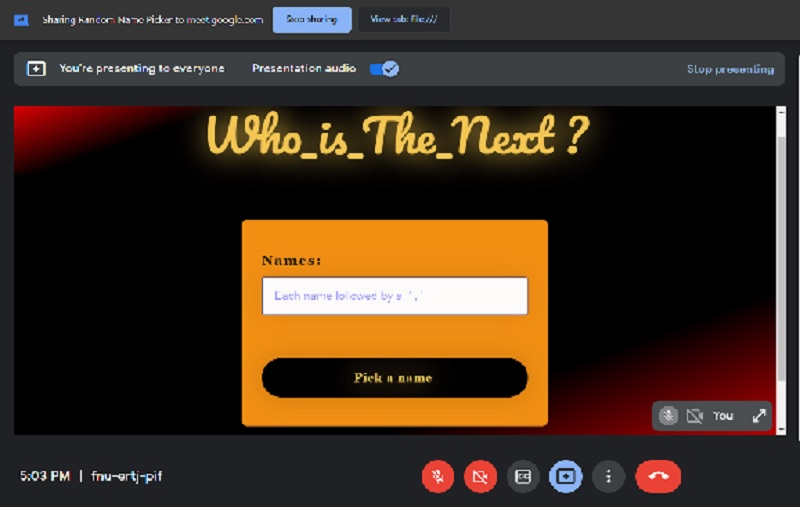 Sharing Random Name Picker to meet.google.com
Stop sharing
View tab: file:///
You're presenting to everyone
Presentation audio
Stop presenting
Who_is_The_Next ?
Names:
Each name followed by a ','
Pick a name
You
5:03 PM | fnu-ertj-pif